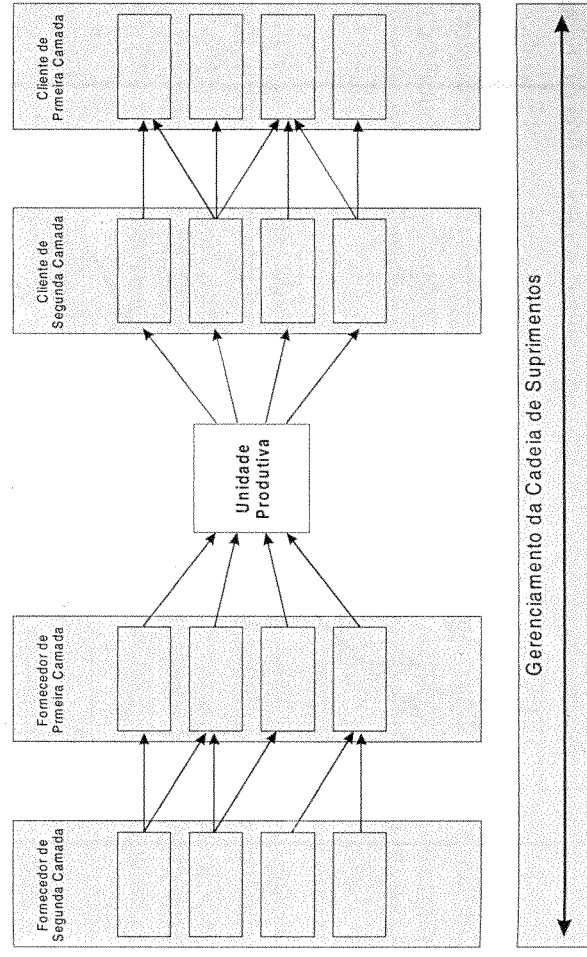 Fornecedor de
Segunda Camada
Fornecedor de
Prmeira Camada
Unidade
Produtiva
Cliente de
Segunda Camada
Cliente de
Prmeira Camada
Gerenciamento da Cadeia de Suprimentos